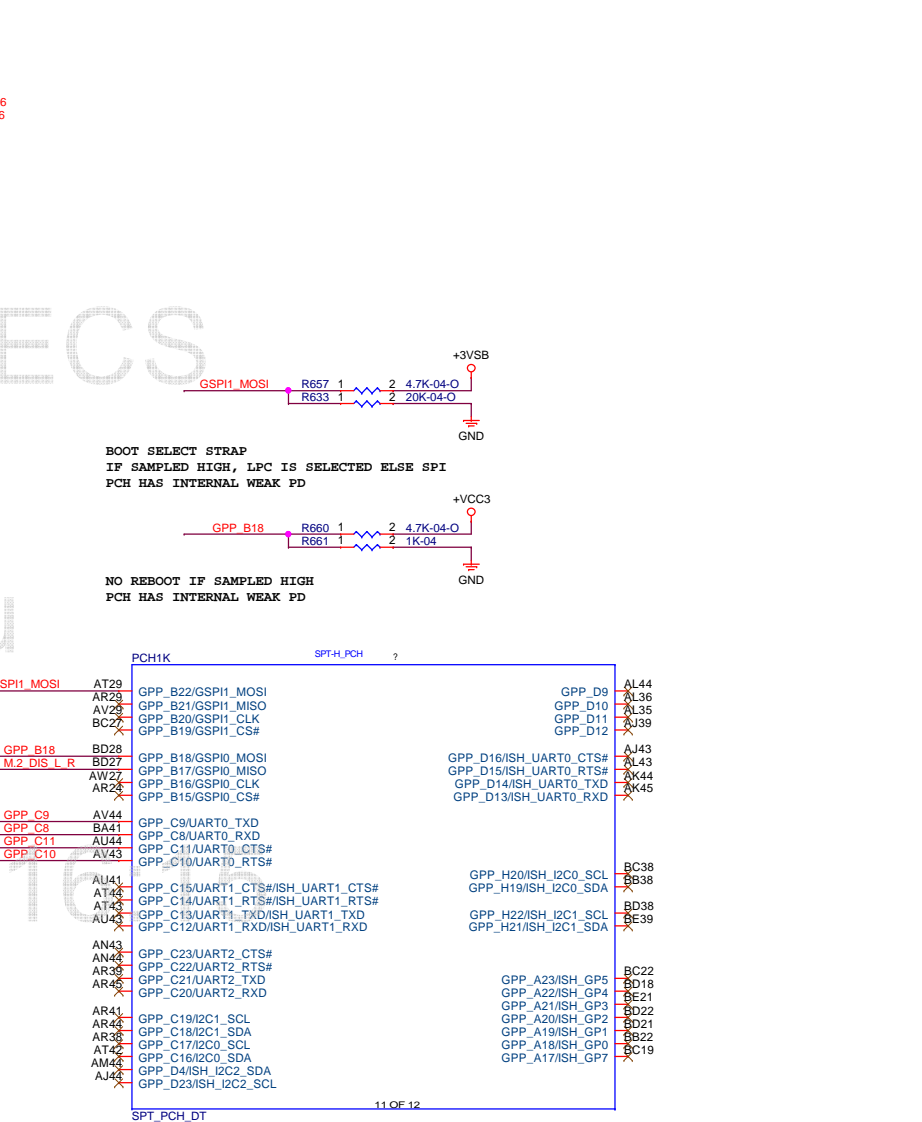 6
6
ECS
+3VSB
GSPI1_MOSI R657 1 2 4.7K-04-O
R633 1 2 20K-04-O
GND
BOOT SELECT STRAP
IF SAMPLED HIGH, LPC IS SELECTED ELSE SPI
PCH HAS INTERNAL WEAK PD
+VCC3
GPP_B18 R660 1 2 4.7K-04-O
R661 1 2 1K-04
GND
NO REBOOT IF SAMPLED HIGH
PCH HAS INTERNAL WEAK PD
PCH1K SPT-H_PCH ?
SPI1_MOSI AT29 GPP_B22/GSPI1_MOSI GPP_D9 AL44
AR29 GPP_B21/GSPI1_MISO GPP_D10 AL36
AV29 GPP_B20/GSPI1_CLK GPP_D11 AL35
BC27 GPP_B19/GSPI1_CS# GPP_D12 AJ39
GPP_B18 BD28 GPP_B18/GSPI0_MOSI GPP_D16/ISH_UART0_CTS# AJ43
M.2_DIS_L_R BD27 GPP_B17/GSPI0_MISO GPP_D15/ISH_UART0_RTS# AL43
AW27 GPP_B16/GSPI0_CLK GPP_D14/ISH_UART0_TXD AK44
AR24 GPP_B15/GSPI0_CS# GPP_D13/ISH_UART0_RXD AK45
GPP_C9 AV44 GPP_C9/UART0_TXD
GPP_C8 BA41 GPP_C8/UART0_RXD
GPP_C11 AU44 GPP_C11/UART0_CTS#
GPP_C10 AV43 GPP_C10/UART0_RTS#
16:15
GPP_H20/ISH_I2C0_SCL BC38
AU41 GPP_C15/UART1_CTS#/ISH_UART1_CTS# GPP_H19/ISH_I2C0_SDA BB38
AT44 GPP_C14/UART1_RTS#/ISH_UART1_RTS#
AT43 GPP_C13/UART1_TXD/ISH_UART1_TXD GPP_H22/ISH_I2C1_SCL BD38
AU43 GPP_C12/UART1_RXD/ISH_UART1_RXD GPP_H21/ISH_I2C1_SDA BE39
AN43 GPP_C23/UART2_CTS#
AN44 GPP_C22/UART2_RTS#
AR39 GPP_C21/UART2_TXD GPP_A23/ISH_GP5 BC22
AR45 GPP_C20/UART2_RXD GPP_A22/ISH_GP4 BD18
GPP_A21/ISH_GP3 BE21
AR41 GPP_C19/I2C1_SCL GPP_A20/ISH_GP2 BD22
AR44 GPP_C18/I2C1_SDA GPP_A19/ISH_GP1 BD21
AR38 GPP_C17/I2C0_SCL GPP_A18/ISH_GP0 BB22
AT42 GPP_C16/I2C0_SDA GPP_A17/ISH_GP7 BC19
AM44 GPP_D4/ISH_I2C2_SDA
AJ44 GPP_D23/ISH_I2C2_SCL
11 OF 12
SPT_PCH_DT